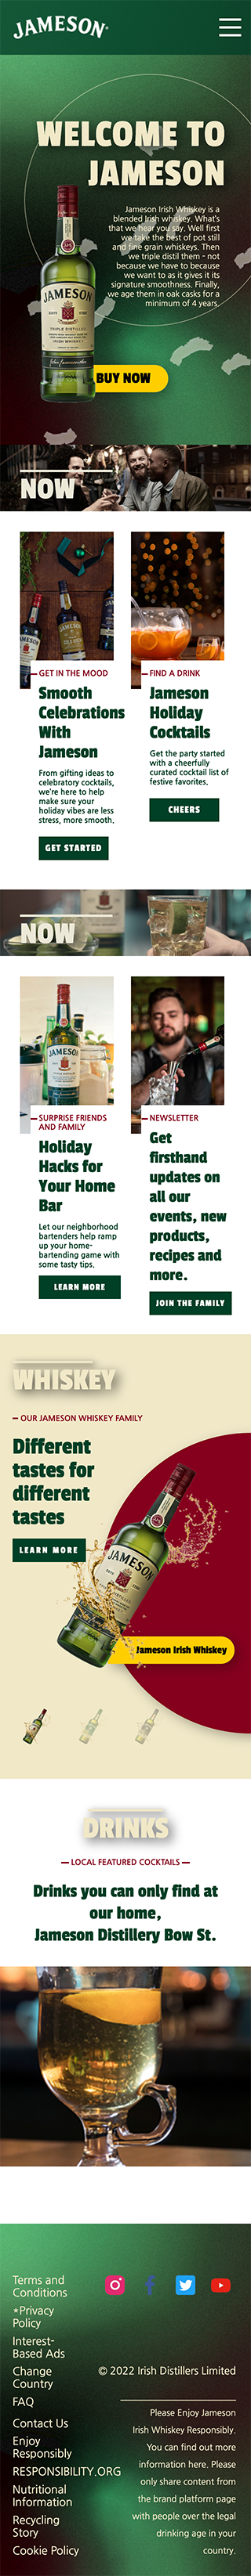 JAMESON
WELCOME TO
JAMESON
Jameson Irish Whiskey is a
blended Irish whiskey. What's
that we hear you say. Well first
we take the best of pot still
and fine grain whiskeys. Then
we triple distil them - not
because we have to because
we want to as it gives it its
signature smoothness. Finally,
we age them in oak casks for a
minimum of 4 years.
JAMESON
TRIPLE DISTILLED
IRISH WHISKEY
BUY NOW
NOW
GET IN THE MOOD
Smooth
Celebrations
With
Jameson
From gifting ideas to
celebratory cocktails,
we're here to help
make sure your
holiday vibes are less
stress, more smooth.
GET STARTED
FIND A DRINK
Jameson
Holiday
Cocktails
Get the party started
with a cheerfully
curated cocktail list of
festive favorites.
CHEERS
NOW
JAMESON
SURPRISE FRIENDS
AND FAMILY
Holiday
Hacks for
Your Home
Bar
Let our neighborhood
bartenders help ramp
up your home-
bartending game with
some tasty tips.
LEARN MORE
NEWSLETTER
Get
firsthand
updates on
all our
events, new
products,
recipes and
more.
JOIN THE FAMILY
WHISKEY
OUR JAMESON WHISKEY FAMILY
Different
tastes for
different
tastes
LEARN MORE
JAMESON
Jameson Irish Whiskey
DRINKS
LOCAL FEATURED COCKTAILS
Drinks you can only find at
our home,
Jameson Distillery Bow St.
Terms and
Conditions
*Privacy
Policy
Interest-
Based Ads
Change
Country
FAQ
Contact Us
Enjoy
Responsibly
RESPONSIBILITY.ORG
Nutritional
Information
Recycling
Story
Cookie Policy
© 2022 Irish Distillers Limited
Please Enjoy Jameson
Irish Whiskey Responsibly.
You can find out more
information here. Please
only share content from
the brand platform page
with people over the legal
drinking age in your
country.